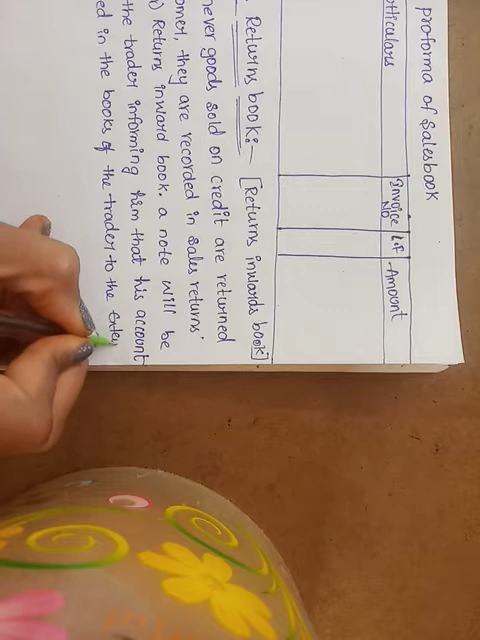 proforma of Salesbook
rticulars Invoice No L.F Amount
. Returns book:- [Returns inwards book]
never goods sold on credit are returned
omer, they are recorded in sales returns.
) Returns inward book. a note will be
the trader informing him that his account
ed in the books of the trader to the